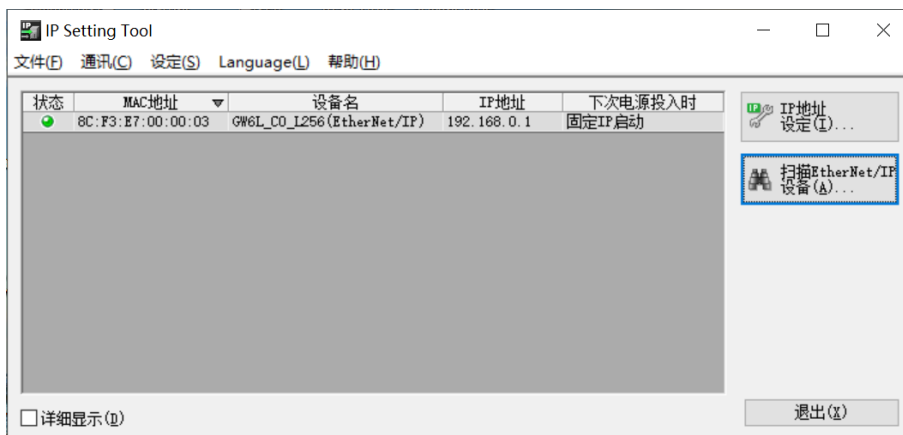 IP Setting Tool
文件(F) 通讯(C) 设定(S) Language(L) 帮助(H)
状态 MAC地址 设备名 IP地址 下次电源投入时
8C:F3:E7:00:00:03 GW6L_C0_L256(EtherNet/IP) 192.168.0.1 固定IP启动
IP地址
设定(I)...
扫描EtherNet/IP
设备(A)...
详细显示(D)
退出(X)